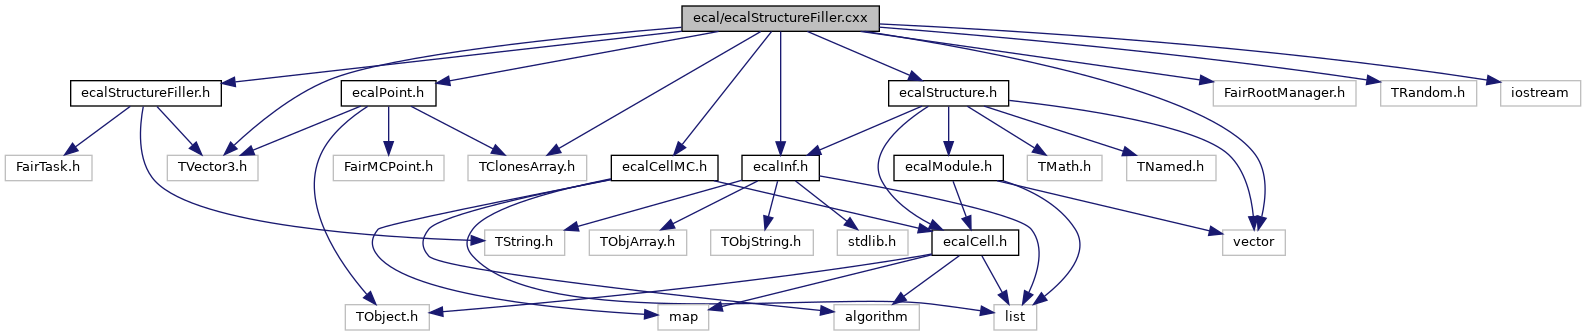 ecal/ecalStructureFiller.cxx
ecalStructureFiller.h
ecalPoint.h
ecalStructure.h
FairRootManager.h
TRandom.h
iostream
FairTask.h
TVector3.h
FairMCPoint.h
TClonesArray.h
ecalCellMC.h
ecalInf.h
ecalModule.h
TMath.h
TNamed.h
TString.h
TObjArray.h
TObjString.h
stdlib.h
ecalCell.h
vector
TObject.h
map
algorithm
list